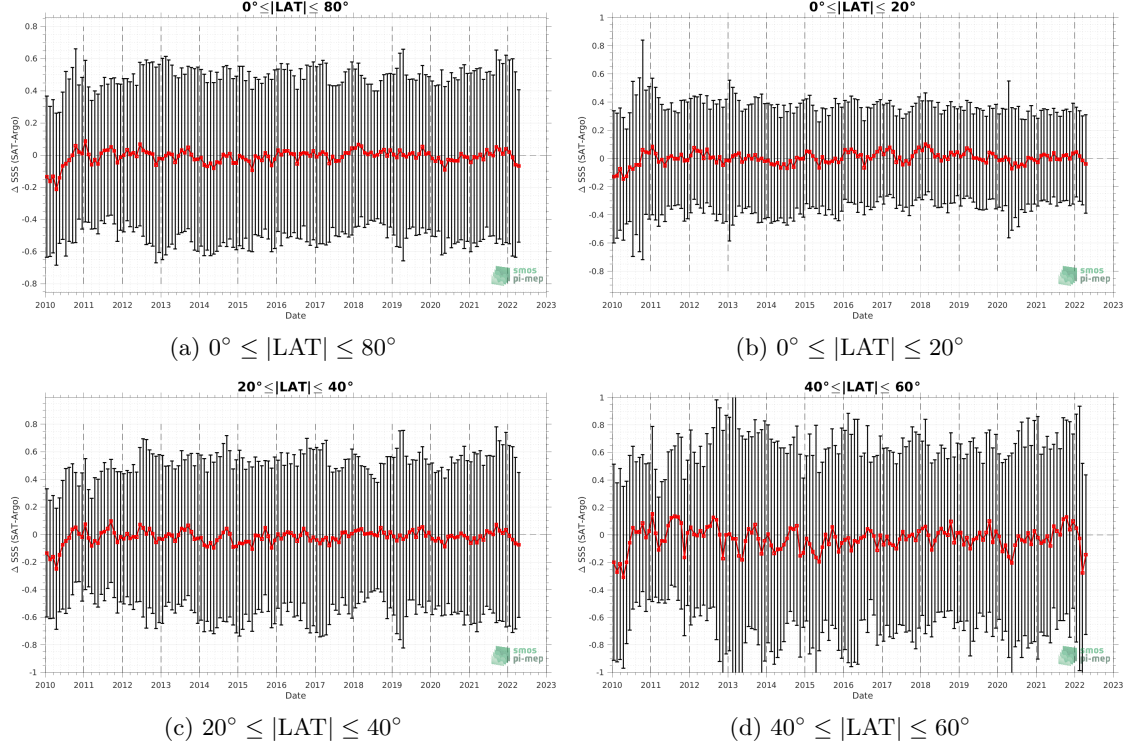 0°≤|LAT|≤ 80°
Δ SSS (SAT-Argo)
0.8
0.6
0.4
0.2
0
-0.2
-0.4
-0.6
-0.8
2010 2011 2012 2013 2014 2015 2016 2017 2018 2019 2020 2021 2022 2023
Date
smos
pi-mep
(a) 0° ≤ |LAT| ≤ 80°
0°≤|LAT|≤ 20°
Δ SSS (SAT-Argo)
1
0.8
0.6
0.4
0.2
0
-0.2
-0.4
-0.6
-0.8
2010 2011 2012 2013 2014 2015 2016 2017 2018 2019 2020 2021 2022 2023
Date
smos
pi-mep
(b) 0° ≤ |LAT| ≤ 20°
20°≤|LAT|≤ 40°
Δ SSS (SAT-Argo)
0.8
0.6
0.4
0.2
0
-0.2
-0.4
-0.6
-0.8
-1
2010 2011 2012 2013 2014 2015 2016 2017 2018 2019 2020 2021 2022 2023
Date
smos
pi-mep
(c) 20° ≤ |LAT| ≤ 40°
40°≤|LAT|≤ 60°
Δ SSS (SAT-Argo)
1
0.8
0.6
0.4
0.2
0
-0.2
-0.4
-0.6
-0.8
-1
2010 2011 2012 2013 2014 2015 2016 2017 2018 2019 2020 2021 2022 2023
Date
smos
pi-mep
(d) 40° ≤ |LAT| ≤ 60°